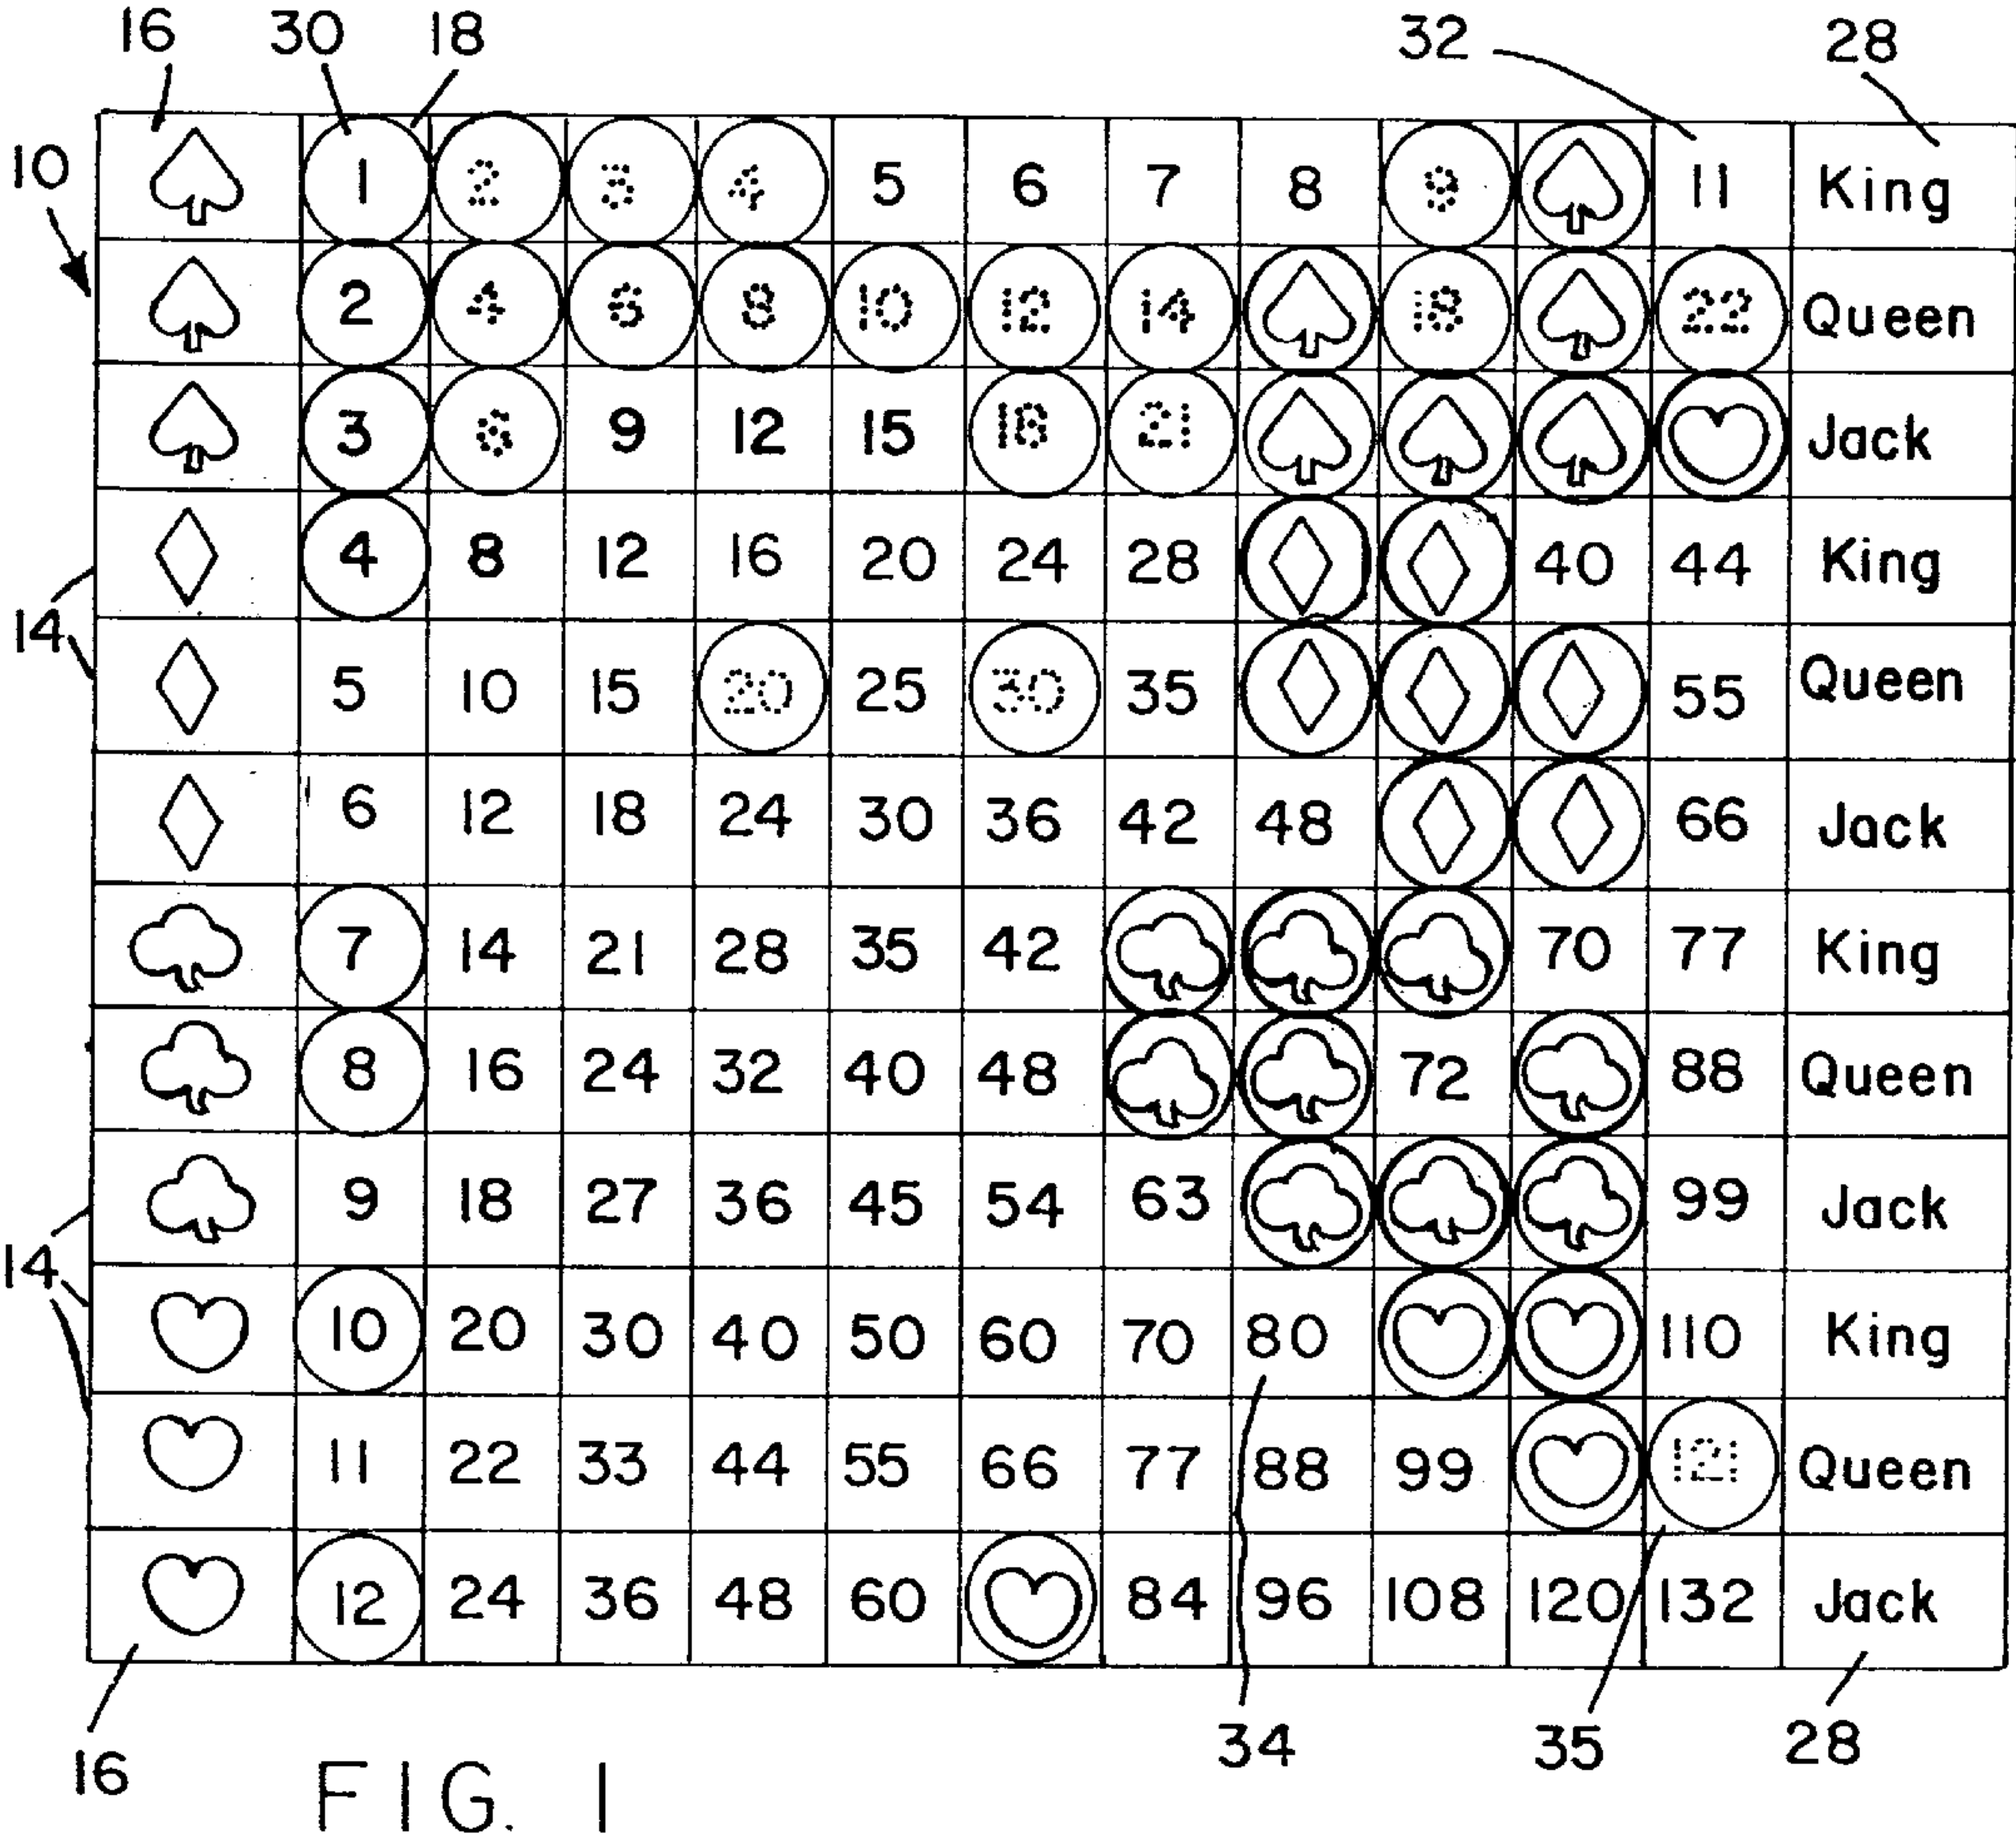 16 30 18 32 28
10
1 2 3 4 5 6 7 8 9 11 King
2 4 6 8 10 12 14 18 22 Queen
3 6 9 12 15 18 21 Jack
4 8 12 16 20 24 28 40 44 King
14
5 10 15 20 25 30 35 55 Queen
6 12 18 24 30 36 42 48 66 Jack
7 14 21 28 35 42 70 77 King
8 16 24 32 40 48 72 88 Queen
9 18 27 36 45 54 63 99 Jack
14
10 20 30 40 50 60 70 80 110 King
11 22 33 44 55 66 77 88 99 121 Queen
12 24 36 48 60 84 96 108 120 132 Jack
16 34 35 28
FIG. 1